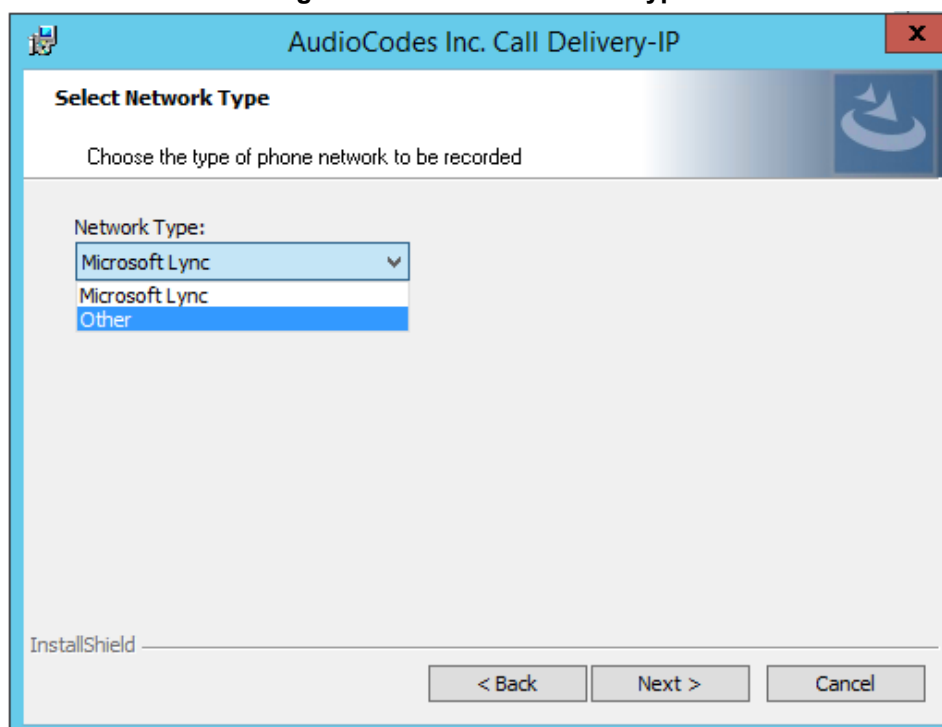 AudioCodes Inc. Call Delivery-IP
x
Select Network Type
Choose the type of phone network to be recorded
Network Type:
Microsoft Lync
Microsoft Lync
Other
InstallShield
< Back Next > Cancel